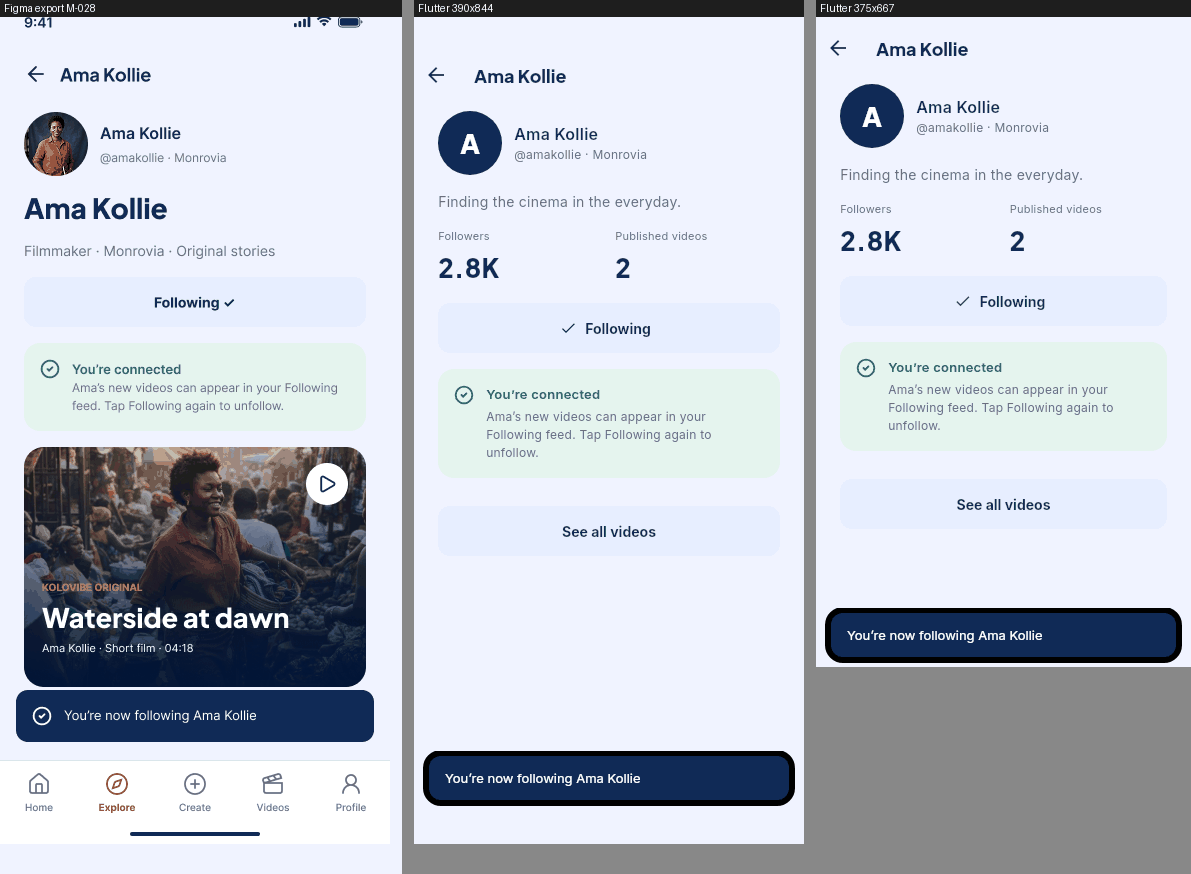 Figma export M-028
9:41
Ama Kollie
Ama Kollie
@amakollie · Monrovia
Ama Kollie
Filmmaker · Monrovia · Original stories
Following ✓
You're connected
Ama's new videos can appear in your Following
feed. Tap Following again to unfollow.
KOLOVIBE ORIGINAL
Waterside at dawn
Ama Kollie · Short film · 04:18
You're now following Ama Kollie
Home
Explore
Create
Videos
Profile
Flutter 390x844
Ama Kollie
A
Ama Kollie
@amakollie · Monrovia
Finding the cinema in the everyday.
Followers
Published videos
2.8K
2
Following
You're connected
Ama's new videos can appear in your
Following feed. Tap Following again to
unfollow.
See all videos
You're now following Ama Kollie
Flutter 375x667
Ama Kollie
A
Ama Kollie
@amakollie · Monrovia
Finding the cinema in the everyday.
Followers
Published videos
2.8K
2
Following
You're connected
Ama's new videos can appear in your
Following feed. Tap Following again to
unfollow.
See all videos
You're now following Ama Kollie